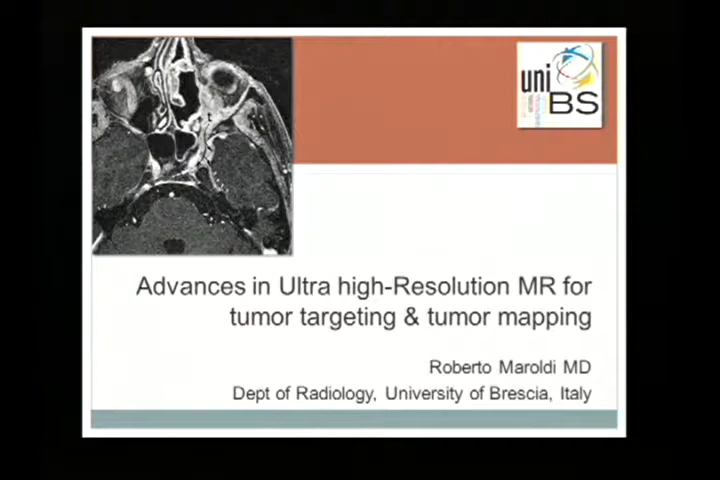 uni
BS
Advances in Ultra high-Resolution MR for
tumor targeting & tumor mapping
Roberto Maroldi MD
Dept of Radiology, University of Brescia, Italy